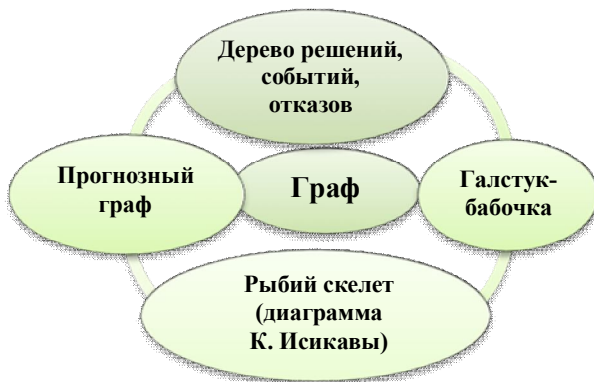 Дерево решений,
событий,
отказов
Прогнозный
граф
Граф
Галстук-
бабочка
Рыбий скелет
(диаграмма
К. Исикавы)